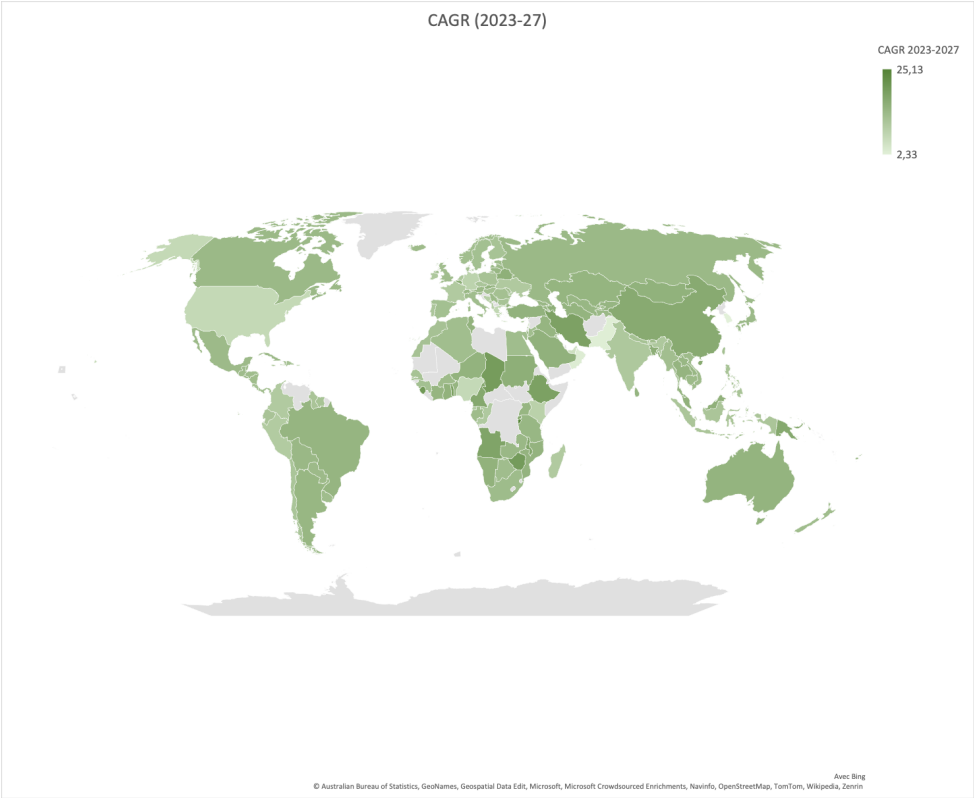 CAGR (2023-27)
CAGR 2023-2027
25,13
2,33
Avec Bing
© Australian Bureau of Statistics, GeoNames, Geospatial Data Edit, Microsoft, Microsoft Crowdsourced Enrichments, Navinfo, OpenStreetMap, TomTom, Wikipedia, Zenrin